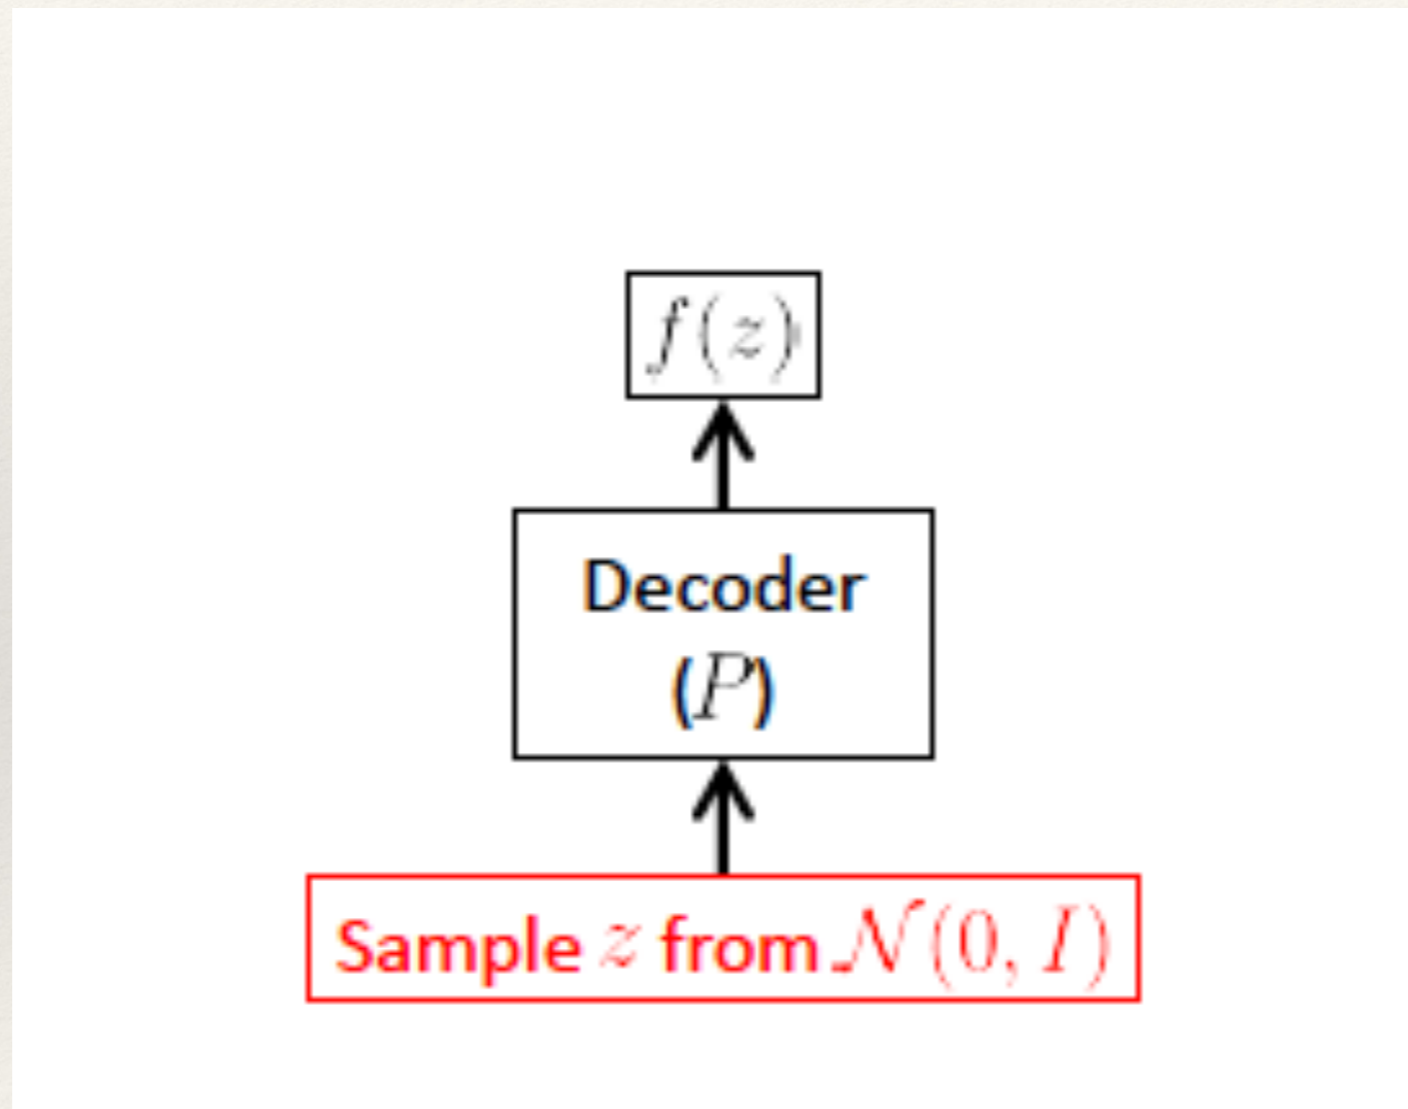 f(z)
Decoder
(P)
Sample z from 𝒩(0, I)